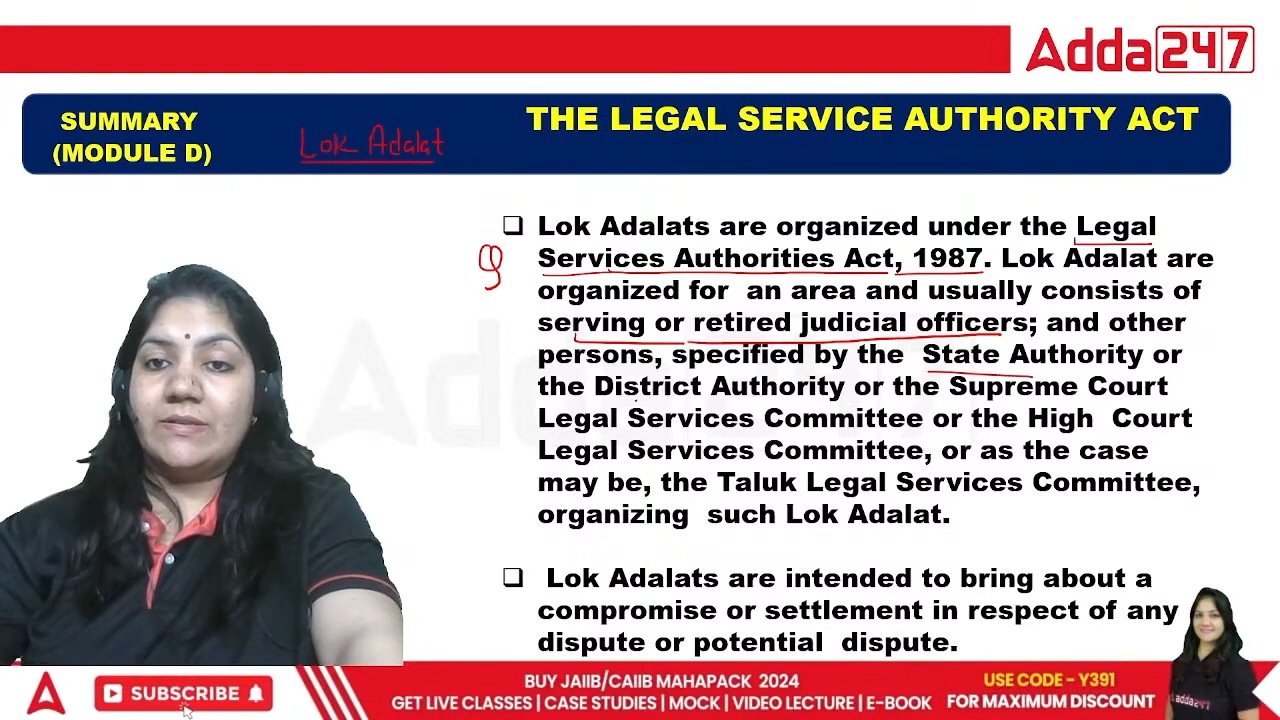 Adda247
SUMMARY
(MODULE D)
Lok Adalat
THE LEGAL SERVICE AUTHORITY ACT
❑ Lok Adalats are organized under the Legal
Services Authorities Act, 1987. Lok Adalat are
organized for an area and usually consists of
serving or retired judicial officers; and other
persons, specified by the State Authority or
the District Authority or the Supreme Court
Legal Services Committee or the High Court
Legal Services Committee, or as the case
may be, the Taluk Legal Services Committee,
organizing such Lok Adalat.
❑ Lok Adalats are intended to bring about a
compromise or settlement in respect of any
dispute or potential dispute.
Adda247
SUBSCRIBE
BUY JAIIB/CAIIB MAHAPACK 2024
GET LIVE CLASSES | CASE STUDIES | MOCK | VIDEO LECTURE | E-BOOK
USE CODE - Y391
FOR MAXIMUM DISCOUNT
adda247